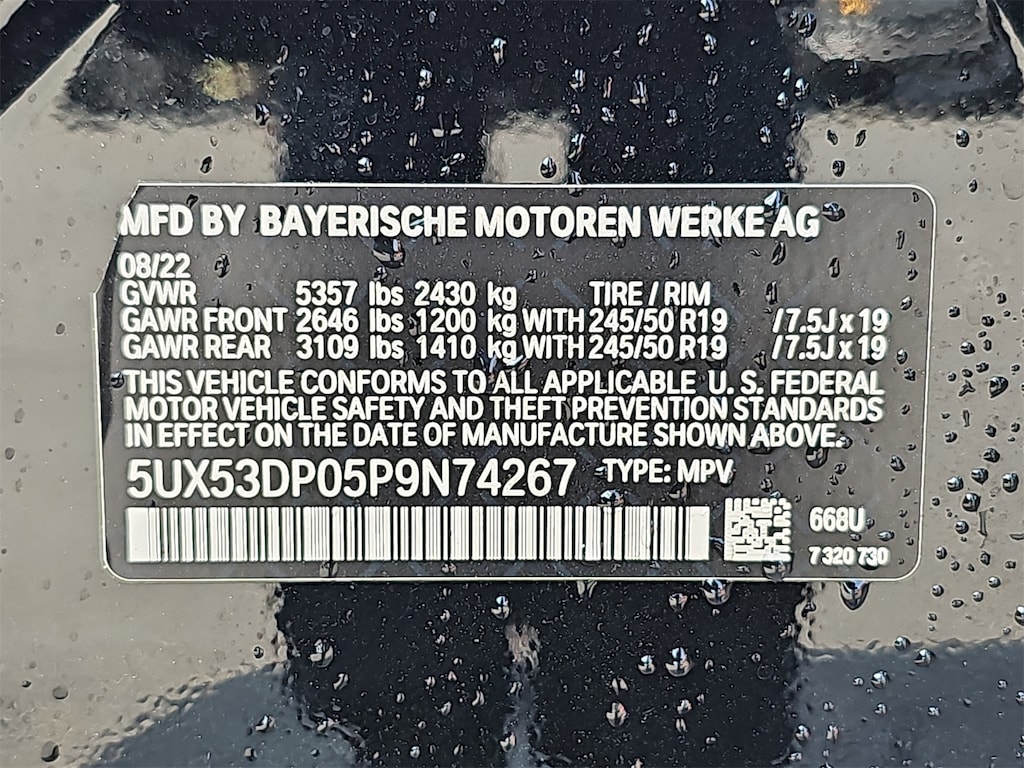 MFD BY BAYERISCHE MOTOREN WERKE AG
08/22
GVWR 5357 lbs 2430 kg TIRE / RIM
GAWR FRONT 2646 lbs 1200 kg WITH 245/50 R19 /7.5J x 19
GAWR REAR 3109 lbs 1410 kg WITH 245/50 R19 /7.5J x 19
THIS VEHICLE CONFORMS TO ALL APPLICABLE U. S. FEDERAL
MOTOR VEHICLE SAFETY AND THEFT PREVENTION STANDARDS
IN EFFECT ON THE DATE OF MANUFACTURE SHOWN ABOVE.
5UX53DP05P9N74267 TYPE: MPV
668U
7 320 730